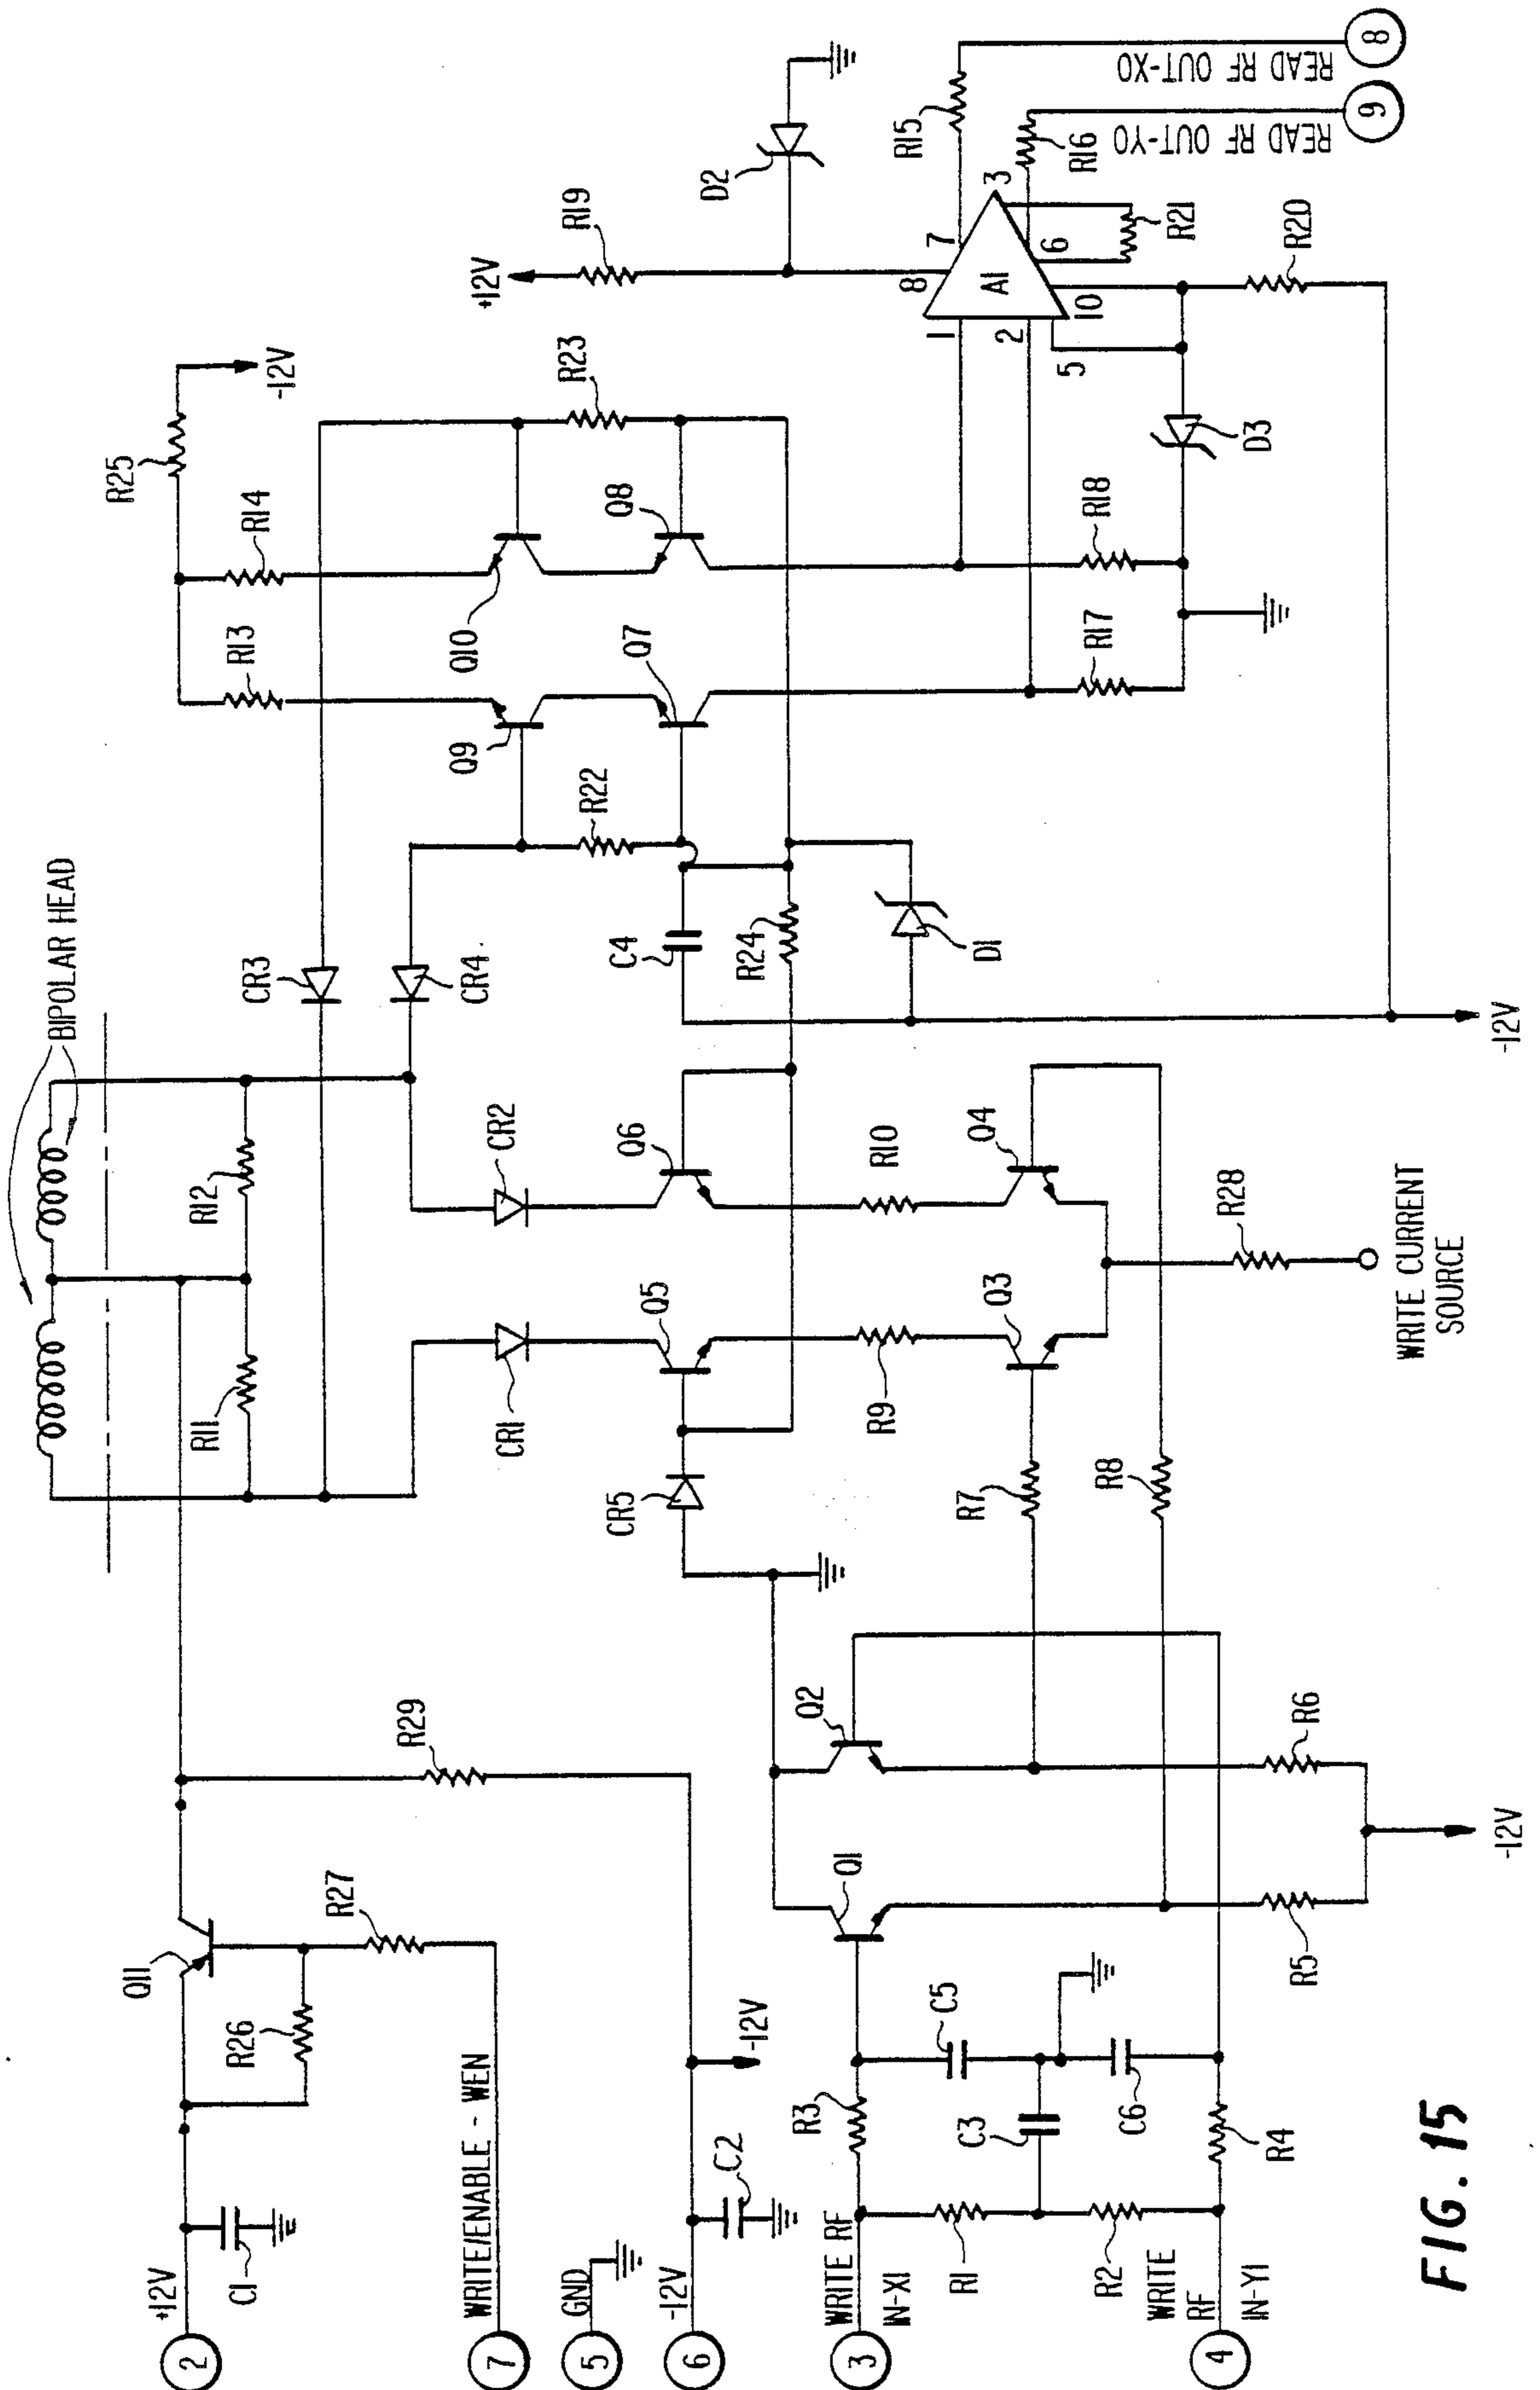 BIPOLAR HEAD
+12V
2
C1
Q11
R26
R27
WRITE/ENABLE - WEN
7
GND
5
-12V
6
C2
-12V
R29
R11
R12
CR1
CR2
CR3
CR4
CR5
Q5
Q6
R9
R10
Q3
Q4
R7
R8
R28
WRITE CURRENT
SOURCE
R25
-12V
R13
R14
Q9
Q10
Q7
Q8
R22
R23
C4
R24
D1
-12V
R17
R18
+12V
R19
D2
A1
1
2
3
5
6
7
8
10
R15
R16
R21
R20
D3
READ RF OUT-XO
8
READ RF OUT-YO
9
WRITE RF
IN-X1
3
R3
R1
R2
C3
C5
C6
WRITE
RF
IN-Y1
4
R4
Q1
Q2
R5
R6
-12V
FIG. 15